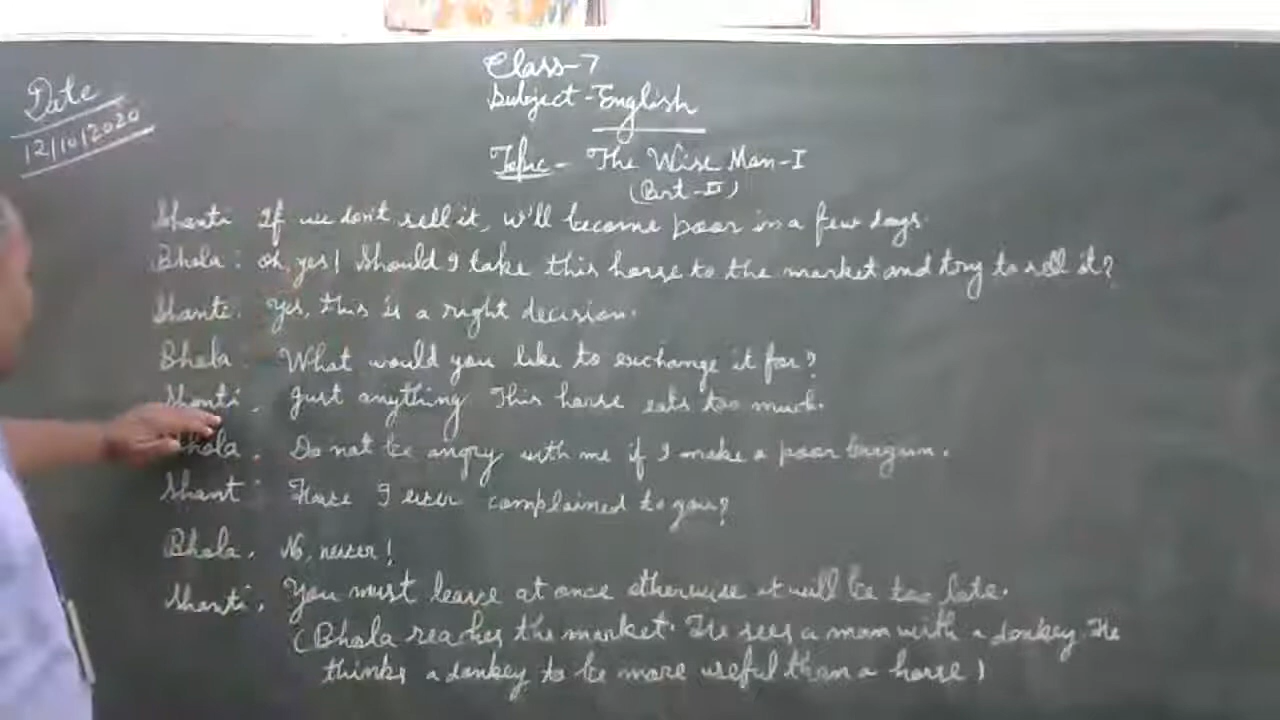 Date
12/10/2020
Class-7
Subject - English
Topic - The Wise Man-I
(Part-II)
Shanti If we don't sell it, w'll become poor in a few days.
Bhola: oh yes! Should I take this horse to the market and try to sell it?
Shanti: Yes, this is a right decision.
Bhola: What would you like to exchange it for?
Shanti: Just anything This horse eats too much.
Bhola: Do not be angry with me if I make a poor bargain.
Shant: Have I ever complained to you?
Bhola. No, never!
Shanti. You must leave at once otherwise it will be too late.
(Bhola reaches the market. He sees a man with a donkey. He
thinks a donkey to be more useful than a horse)